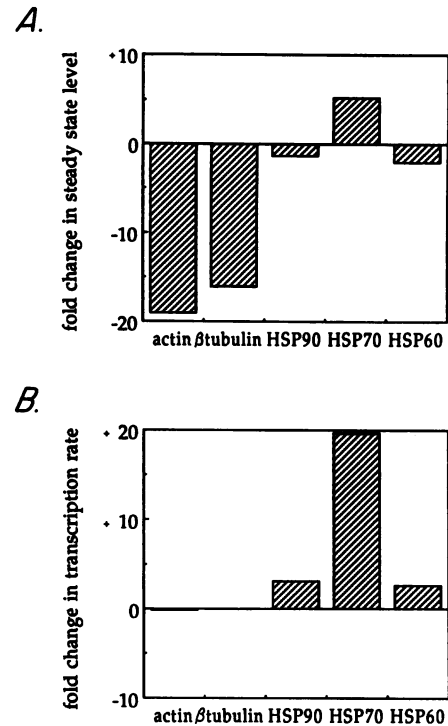 A.
fold change in steady state level
+10
0
-10
-20
actin βtubulin HSP90 HSP70 HSP60
B.
fold change in transcription rate
+ 20
+ 10
0
-10
actin βtubulin HSP90 HSP70 HSP60